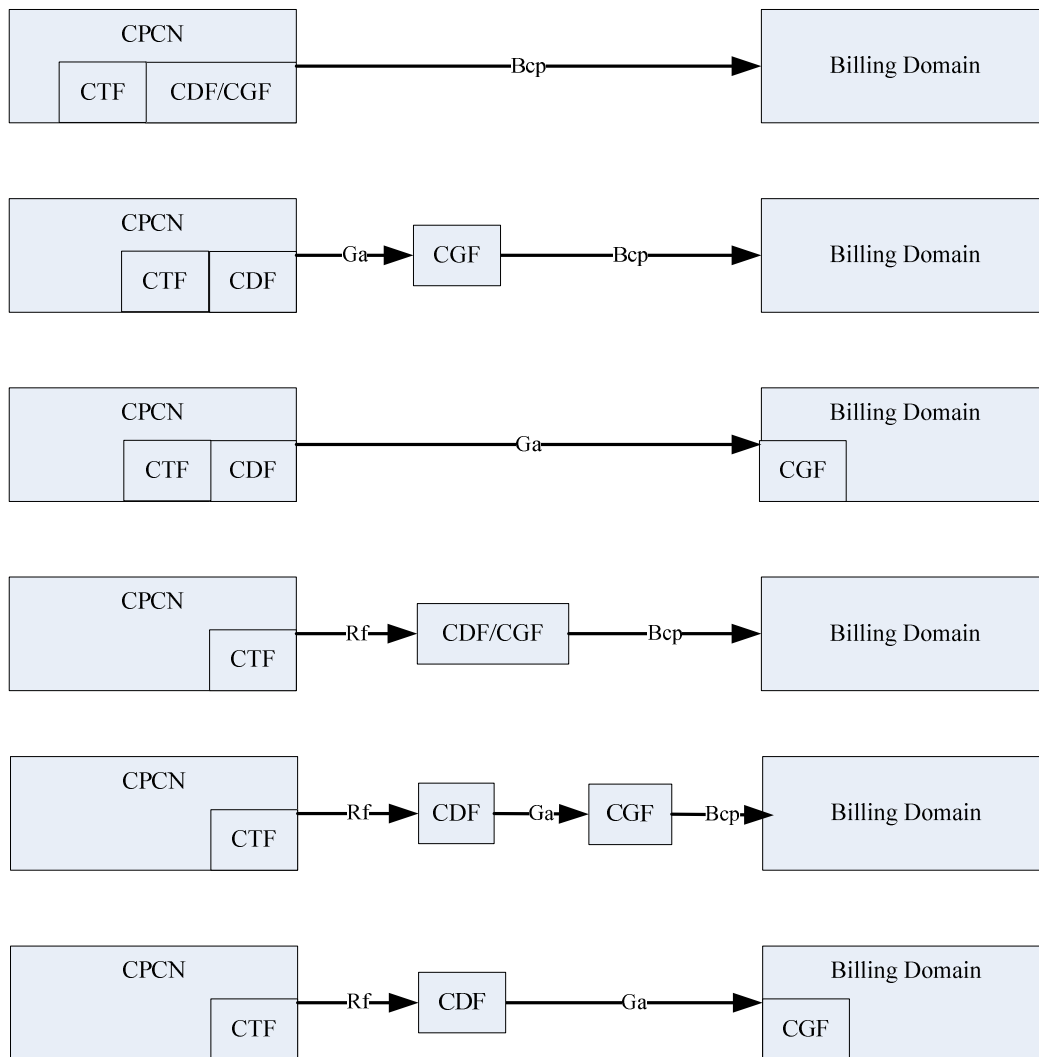 CPCN
CTF
CDF/CGF
Bcp
Billing Domain
CPCN
CTF
CDF
Ga
CGF
Bcp
Billing Domain
CPCN
CTF
CDF
Ga
Billing Domain
CGF
CPCN
CTF
Rf
CDF/CGF
Bcp
Billing Domain
CPCN
CTF
Rf
CDF
Ga
CGF
Bcp
Billing Domain
CPCN
CTF
Rf
CDF
Ga
Billing Domain
CGF